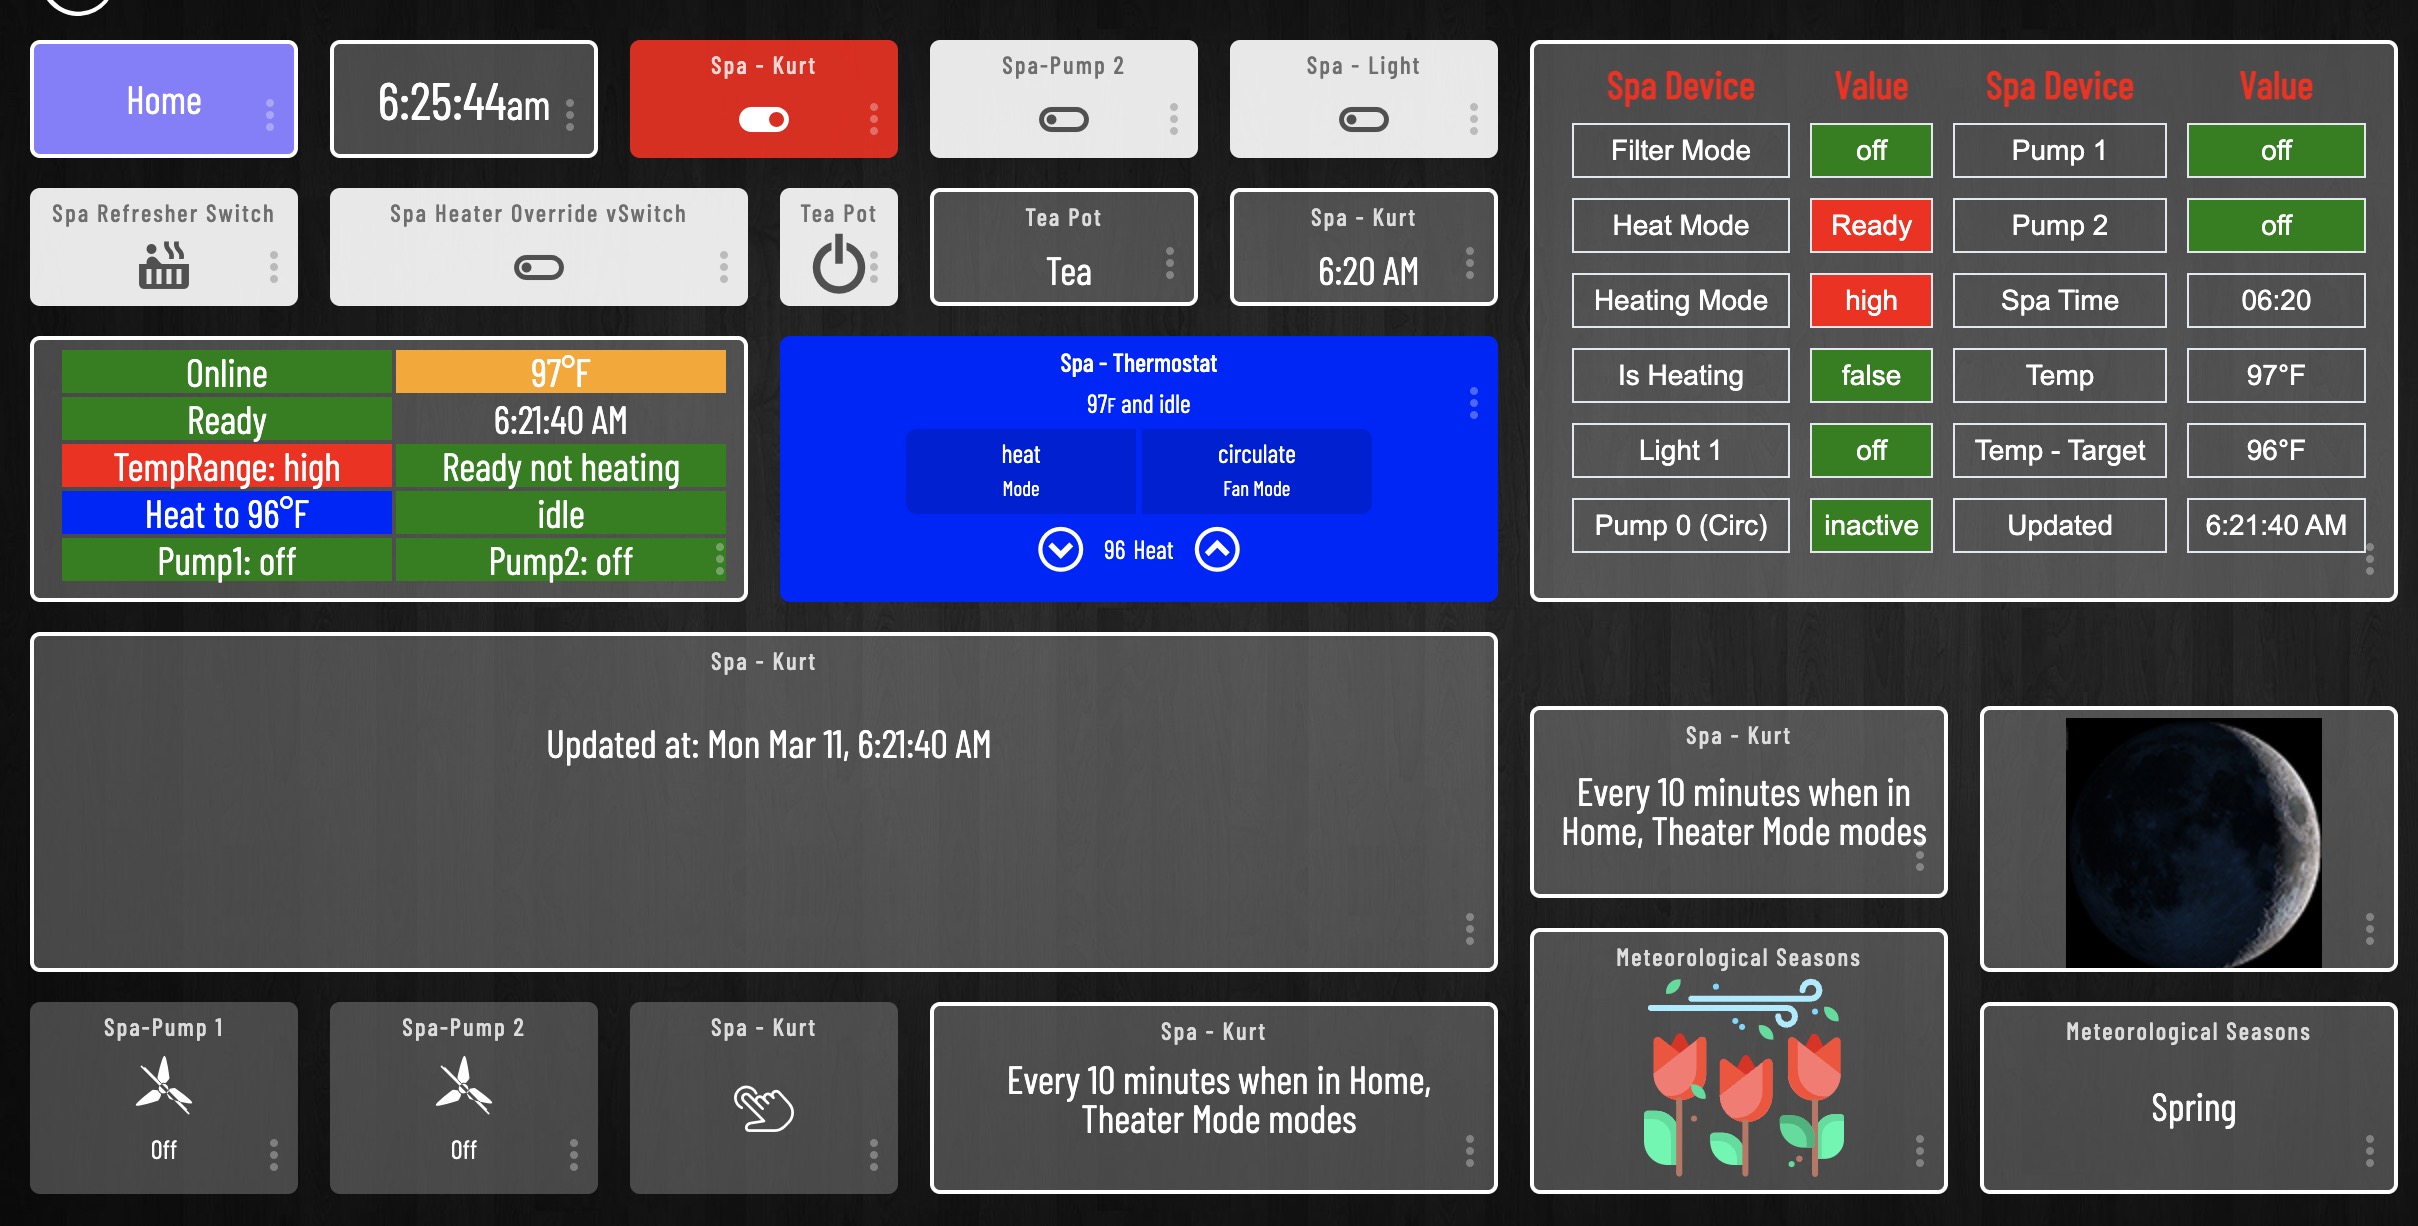 Home
6:25:44am
Spa - Kurt
Spa-Pump 2
Spa - Light
Spa Refresher Switch
Spa Heater Override vSwitch
Tea Pot
Tea Pot
Tea
Spa - Kurt
6:20 AM
Online 97°F
Ready 6:21:40 AM
TempRange: high Ready not heating
Heat to 96°F idle
Pump1: off Pump2: off
Spa - Thermostat
97F and idle
heat circulate
Mode Fan Mode
96 Heat
Spa Device Value Spa Device Value
Filter Mode off Pump 1 off
Heat Mode Ready Pump 2 off
Heating Mode high Spa Time 06:20
Is Heating false Temp 97°F
Light 1 off Temp - Target 96°F
Pump 0 (Circ) inactive Updated 6:21:40 AM
Spa - Kurt
Updated at: Mon Mar 11, 6:21:40 AM
Spa - Kurt
Every 10 minutes when in
Home, Theater Mode modes
Meteorological Seasons
Spa-Pump 1
Off
Spa-Pump 2
Off
Spa - Kurt
Spa - Kurt
Every 10 minutes when in Home,
Theater Mode modes
Meteorological Seasons
Spring